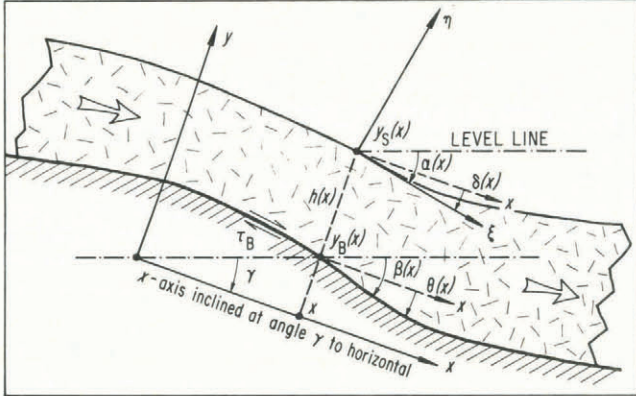 η
y
y_S(x)
LEVEL LINE
α(x)
δ(x)
x
h(x)
ξ
τ_B
y_B(x)
β(x)
θ(x)
γ
x
x
x-axis inclined at angle γ to horizontal
x